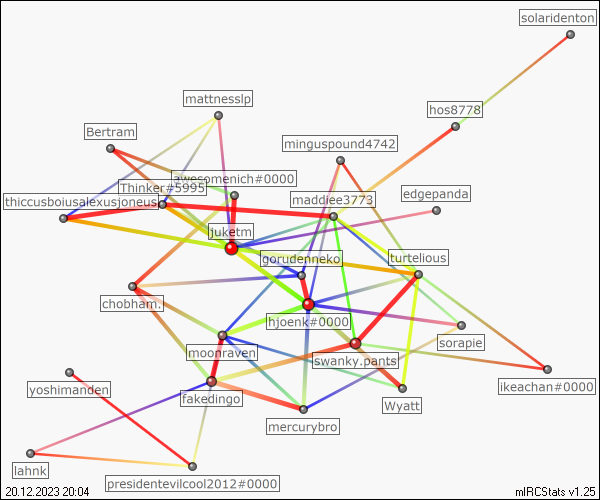 solaridenton
mattnesslp
hos8778
Bertram
minguspound4742
awesomenich#0000
Thinker#5995
maddiee3773
edgepanda
thiccusboiusalexusjoneus
juketm
gorudenneko
turtelious
chobham.
hjoenk#0000
sorapie
moonraven
swanky.pants
yoshimanden
ikeachan#0000
fakedingo
Wyatt
mercurybro
lahnk
presidentevilcool2012#0000
20.12.2023 20:04
mIRCStats v1.25